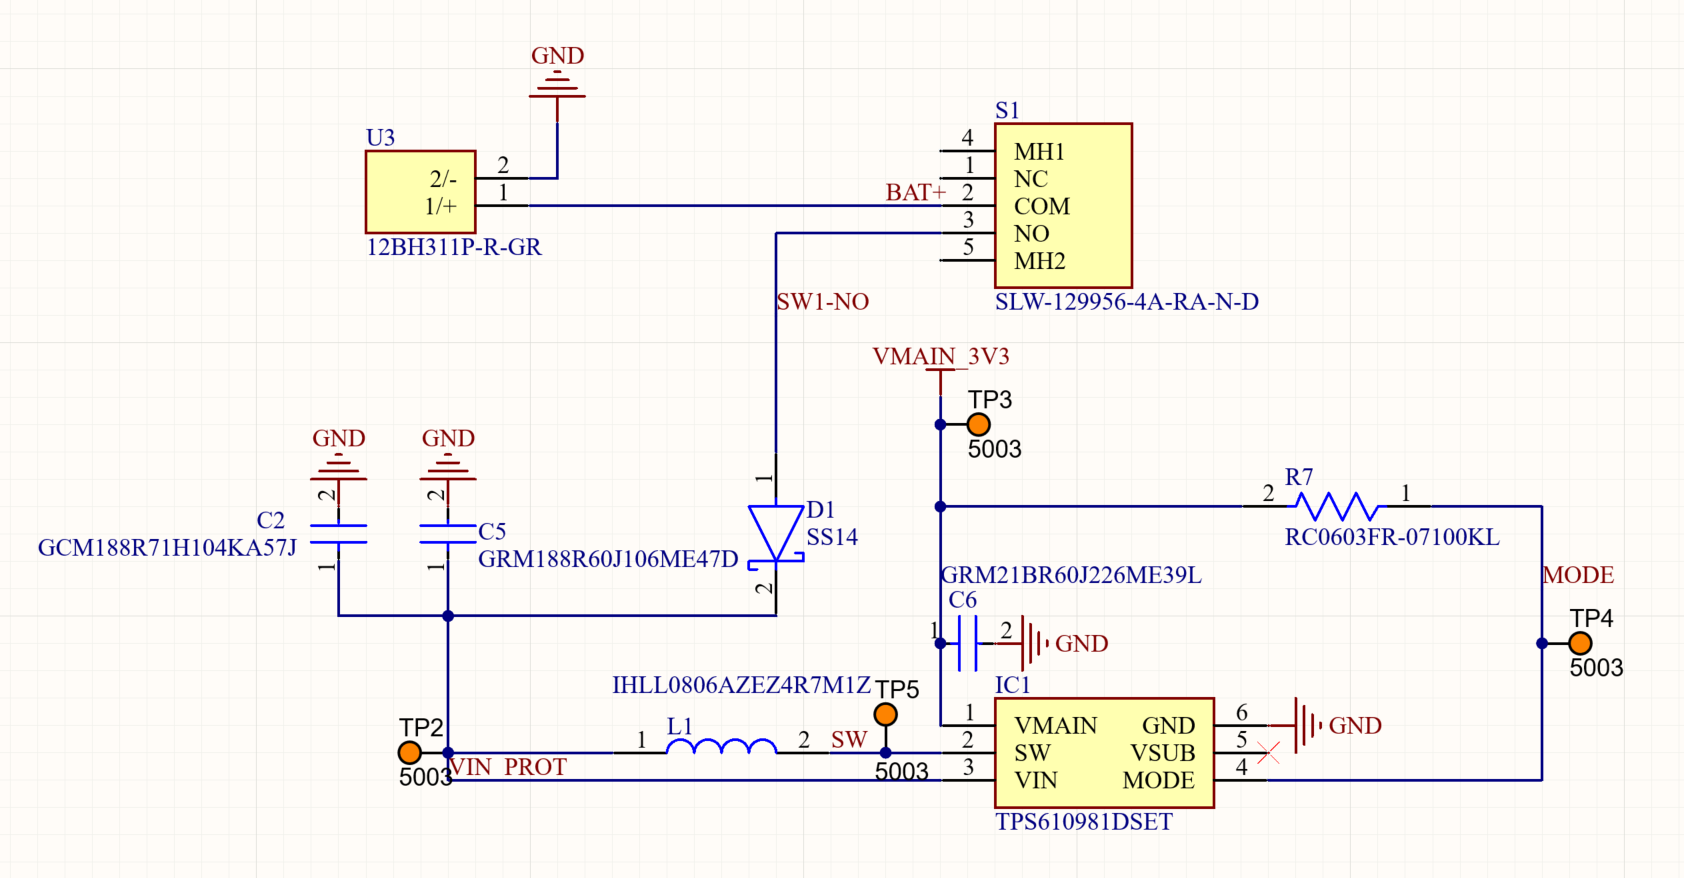 GND
U3
2/-
1/+
2
1
12BH311P-R-GR
S1
4
1
BAT+
2
3
5
MH1
NC
COM
NO
MH2
SLW-129956-4A-RA-N-D
SW1-NO
VMAIN_3V3
TP3
5003
GND
GND
2
2
C2
GCM188R71H104KA57J
C5
GRM188R60J106ME47D
1
1
1
D1
SS14
2
R7
2
1
RC0603FR-07100KL
GRM21BR60J226ME39L
C6
1
2
GND
MODE
TP4
5003
IHLL0806AZEZ4R7M1Z
TP5
5003
TP2
5003
VIN_PROT
L1
1
2
SW
IC1
1
2
3
VMAIN
SW
VIN
GND
VSUB
MODE
6
5
4
GND
TPS610981DSET